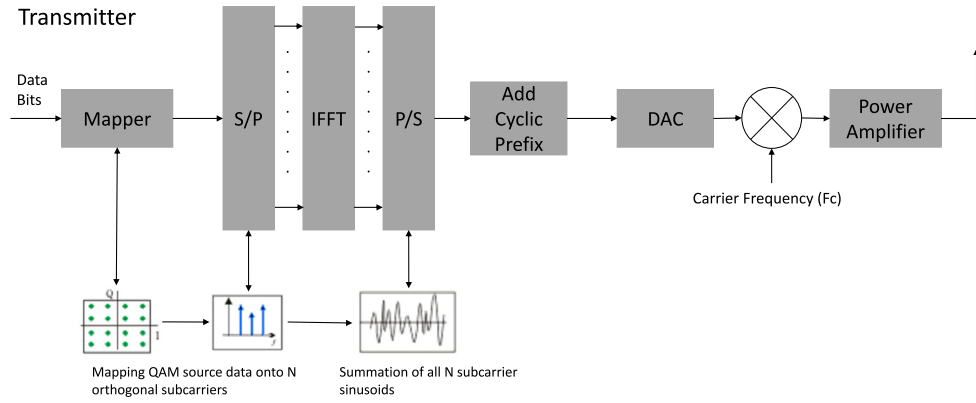 Transmitter
Data
Bits
Mapper
S/P
IFFT
P/S
Add
Cyclic
Prefix
DAC
Power
Amplifier
Carrier Frequency (Fc)
Q
I
f
Mapping QAM source data onto N
orthogonal subcarriers
Summation of all N subcarrier
sinusoids